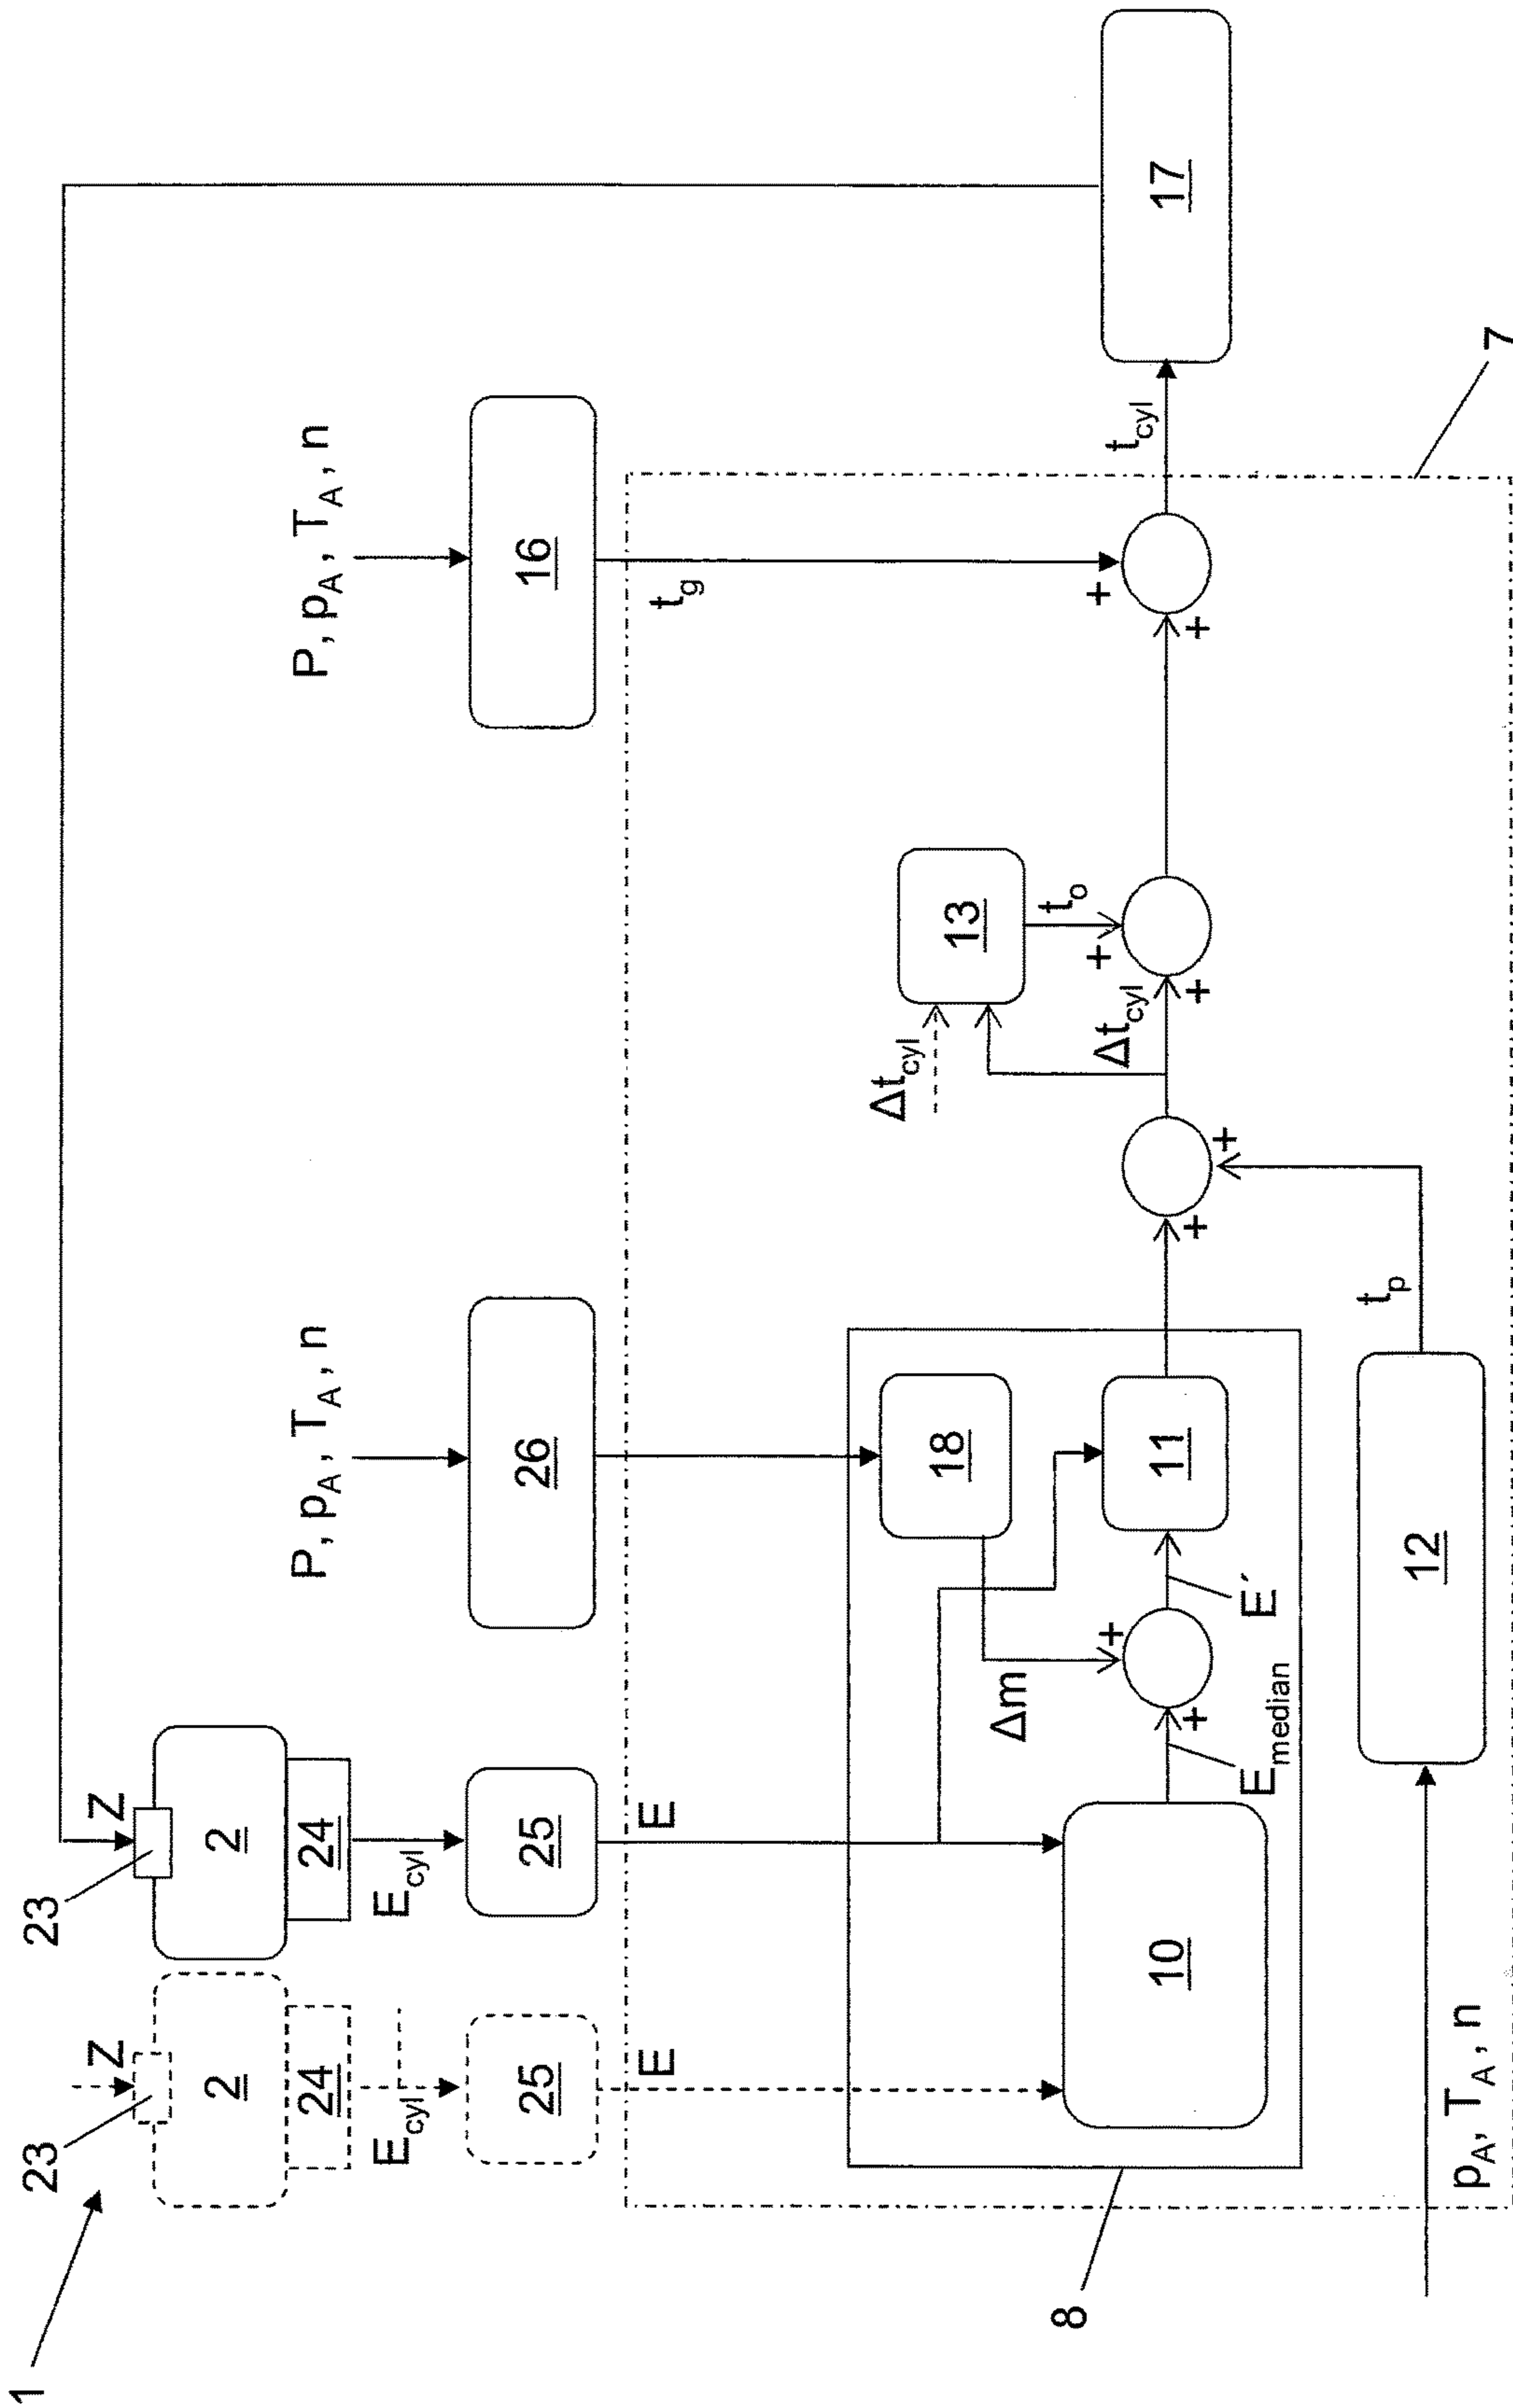 1
23 23
Z Z
2 2
24 24 P, p_A, T_A, n P, p_A, T_A, n
E_cyl E_cyl
25 25 26 16
E E t_g
Δt_cyl
18 13
Δm
t_o
8
Δt_cyl t_cyl
+ + +
10 11 17
+ + + +
+
E_median E´
t_p
12
p_A, T_A, n
7